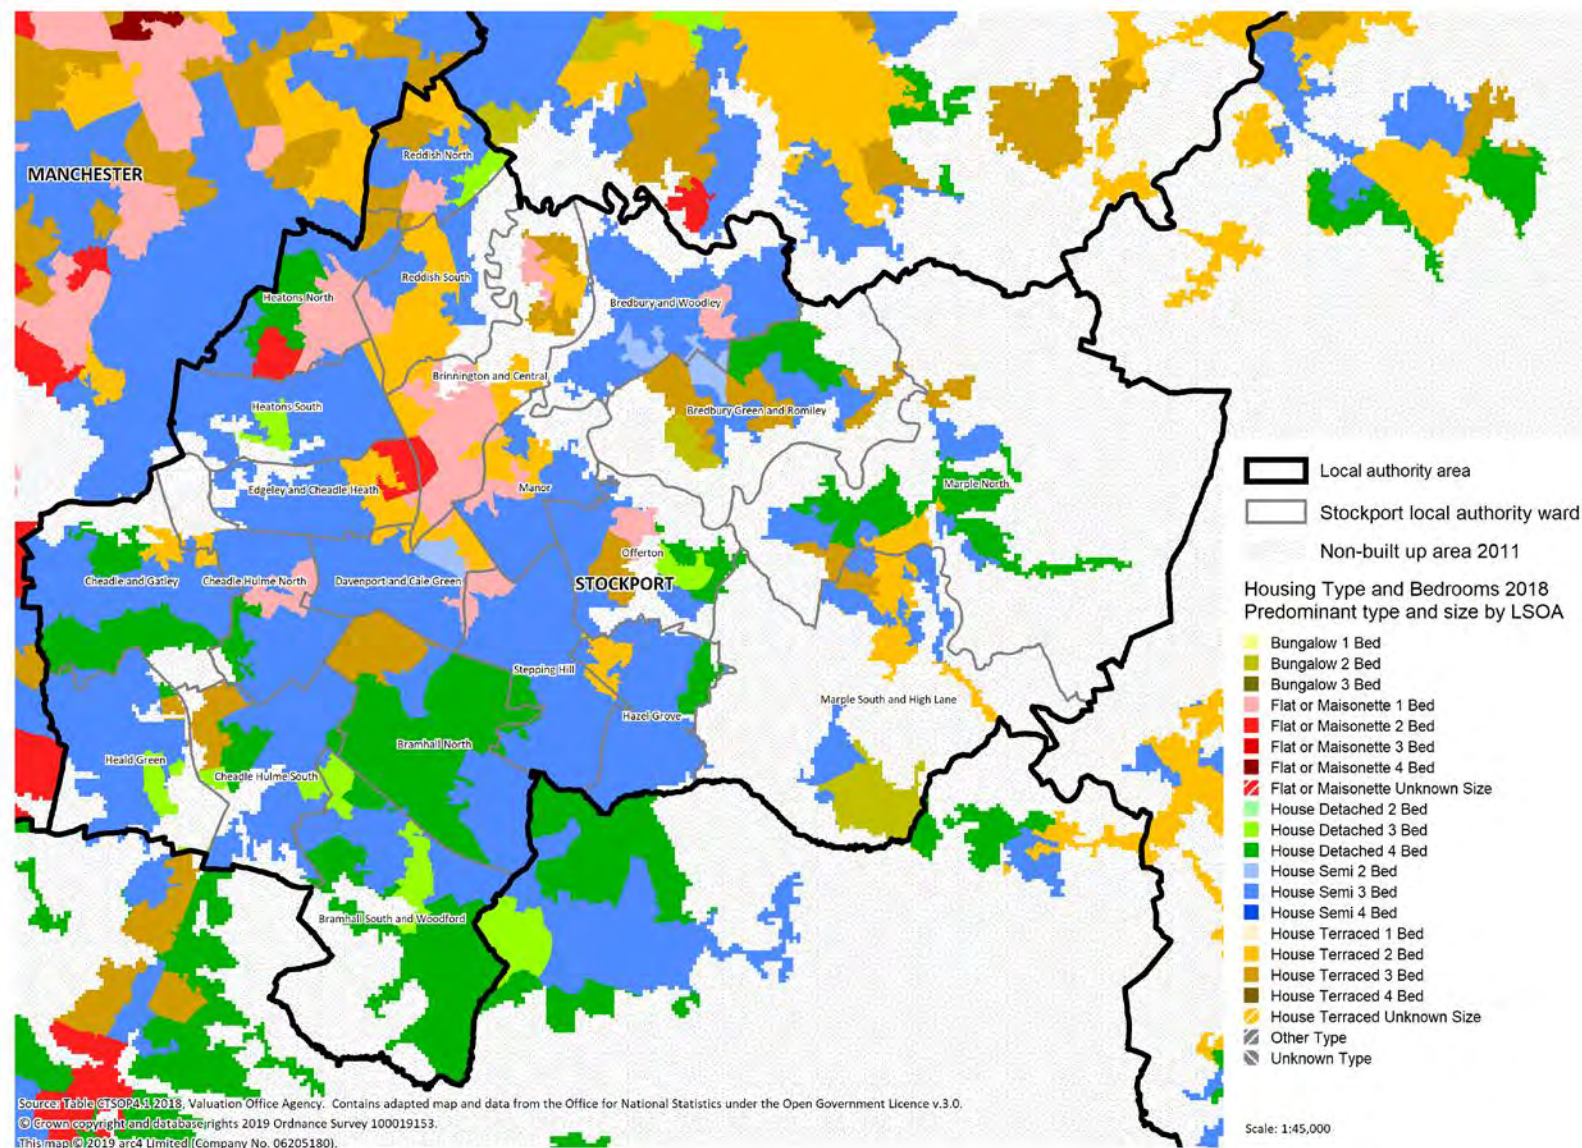 MANCHESTER
Reddish North
Reddish South
Heatons North
Bredbury and Woodley
Brinnington and Central
Heatons South
Bredbury Green and Romiley
Edgeley and Cheadle Heath
Manor
Marple North
Offerton
Cheadle and Gatley
Cheadle Hulme North
Davenport and Cale Green
STOCKPORT
Stepping Hill
Marple South and High Lane
Hazel Grove
Bramhall North
Heald Green
Cheadle Hulme South
Bramhall South and Woodford
Local authority area
Stockport local authority ward
Non-built up area 2011
Housing Type and Bedrooms 2018
Predominant type and size by LSOA
Bungalow 1 Bed
Bungalow 2 Bed
Bungalow 3 Bed
Flat or Maisonette 1 Bed
Flat or Maisonette 2 Bed
Flat or Maisonette 3 Bed
Flat or Maisonette 4 Bed
Flat or Maisonette Unknown Size
House Detached 2 Bed
House Detached 3 Bed
House Detached 4 Bed
House Semi 2 Bed
House Semi 3 Bed
House Semi 4 Bed
House Terraced 1 Bed
House Terraced 2 Bed
House Terraced 3 Bed
House Terraced 4 Bed
House Terraced Unknown Size
Other Type
Unknown Type
Scale: 1:45,000
Source: Table CTSOP4.1 2018, Valuation Office Agency. Contains adapted map and data from the Office for National Statistics under the Open Government Licence v.3.0.
© Crown copyright and database rights 2019 Ordnance Survey 100019153.
This map © 2019 arc4 Limited (Company No. 06205180).